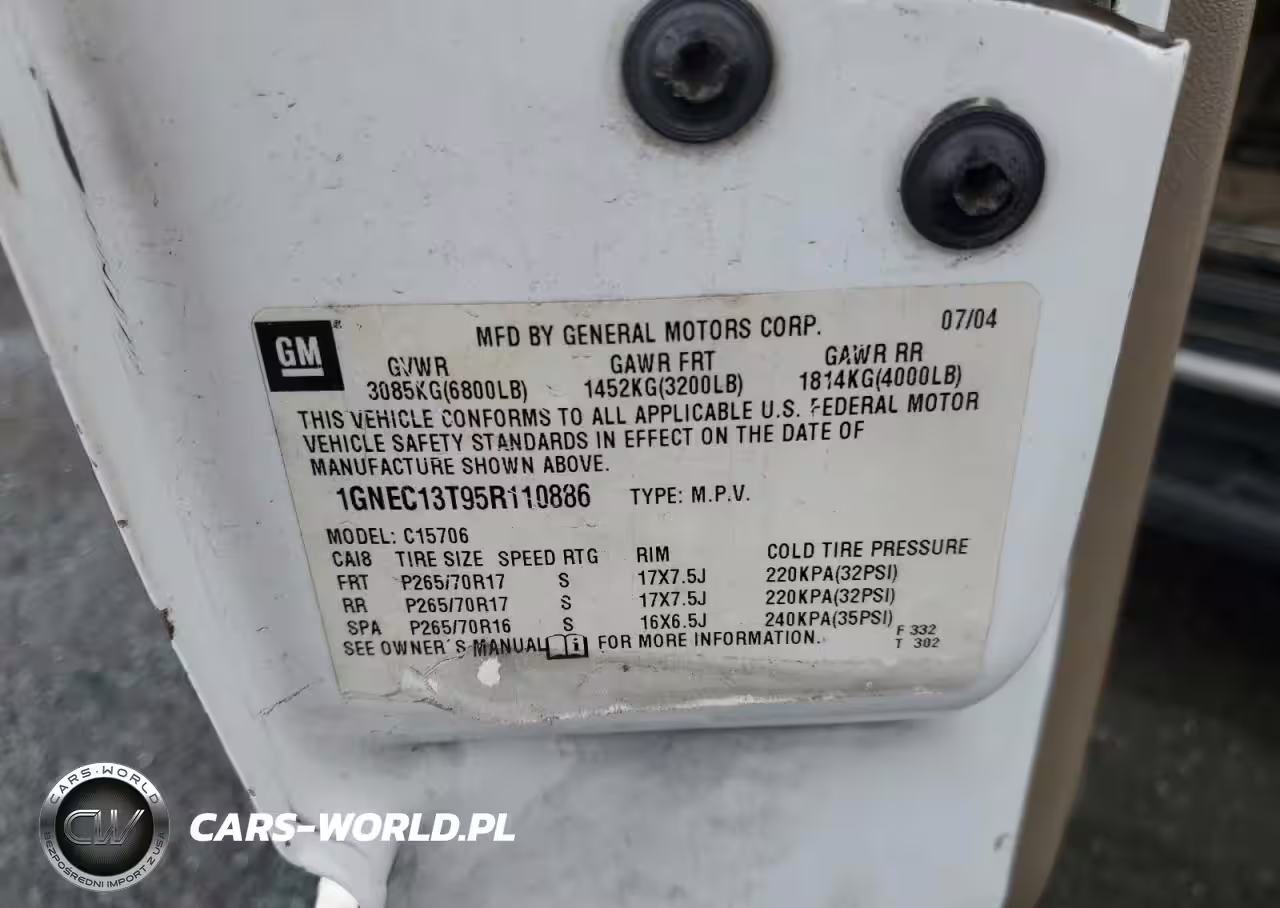 GM
MFD BY GENERAL MOTORS CORP. 07/04
GVWR GAWR FRT GAWR RR
3085KG(6800LB) 1452KG(3200LB) 1814KG(4000LB)
THIS VEHICLE CONFORMS TO ALL APPLICABLE U.S. FEDERAL MOTOR
VEHICLE SAFETY STANDARDS IN EFFECT ON THE DATE OF
MANUFACTURE SHOWN ABOVE.
1GNEC13T95R110886 TYPE: M.P.V.
MODEL: C15706
CAI8 TIRE SIZE SPEED RTG RIM COLD TIRE PRESSURE
FRT P265/70R17 S 17X7.5J 220KPA(32PSI)
RR P265/70R17 S 17X7.5J 220KPA(32PSI)
SPA P265/70R16 S 16X6.5J 240KPA(35PSI)
SEE OWNER'S MANUAL FOR MORE INFORMATION.
F 332
T 302
CARS·WORLD
CW
BEZPOŚREDNI IMPORT Z USA
CARS-WORLD.PL